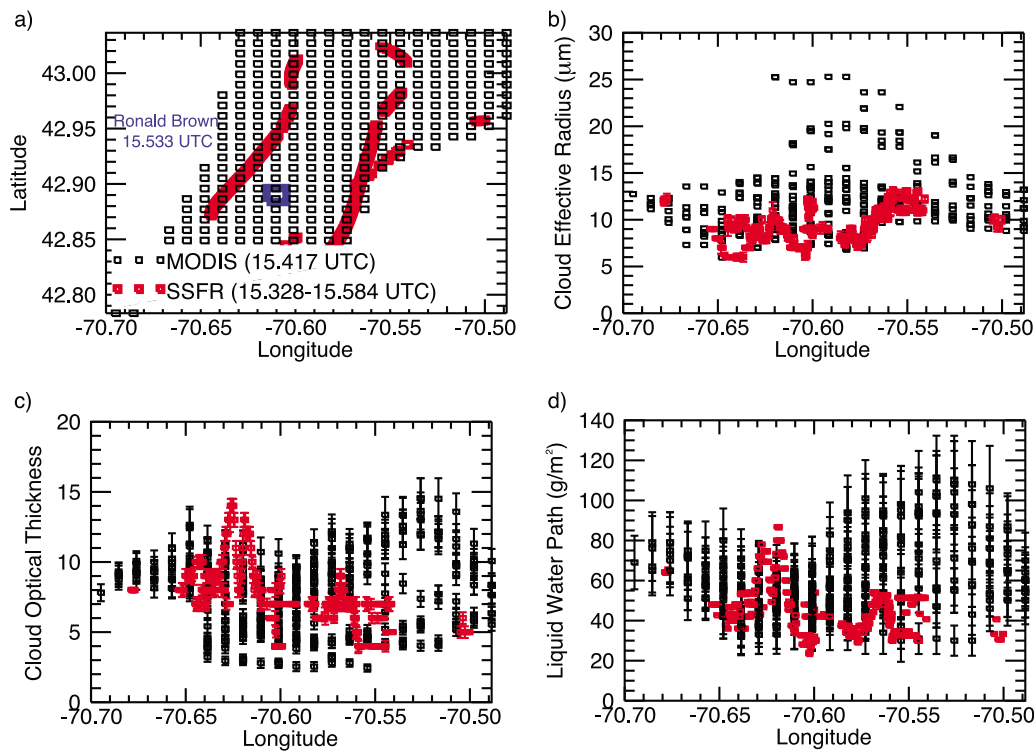 a)
43.00
42.95
42.90
42.85
42.80
Latitude
Ronald Brown
15.533 UTC
MODIS (15.417 UTC)
SSFR (15.328-15.584 UTC)
-70.70 -70.65 -70.60 -70.55 -70.50
Longitude
b)
30
25
20
15
10
5
0
Cloud Effective Radius (µm)
-70.70 -70.65 -70.60 -70.55 -70.50
Longitude
c)
20
15
10
5
0
Cloud Optical Thickness
-70.70 -70.65 -70.60 -70.55 -70.50
Longitude
d)
140
120
100
80
60
40
20
0
Liquid Water Path (g/m²)
-70.70 -70.65 -70.60 -70.55 -70.50
Longitude